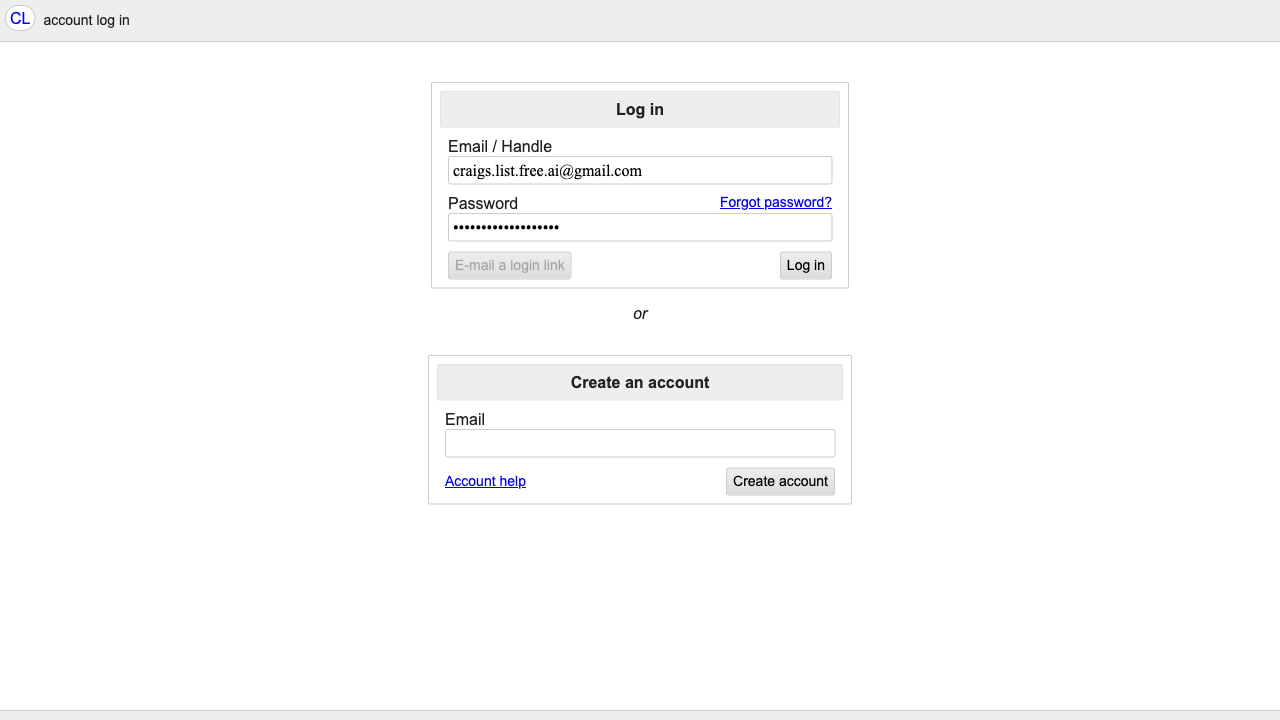 CL account log in
Log in
Email / Handle
craigs.list.free.ai@gmail.com
Password Forgot password?
•••••••••••••••••••
E-mail a login link Log in
or
Create an account
Email
Account help Create account